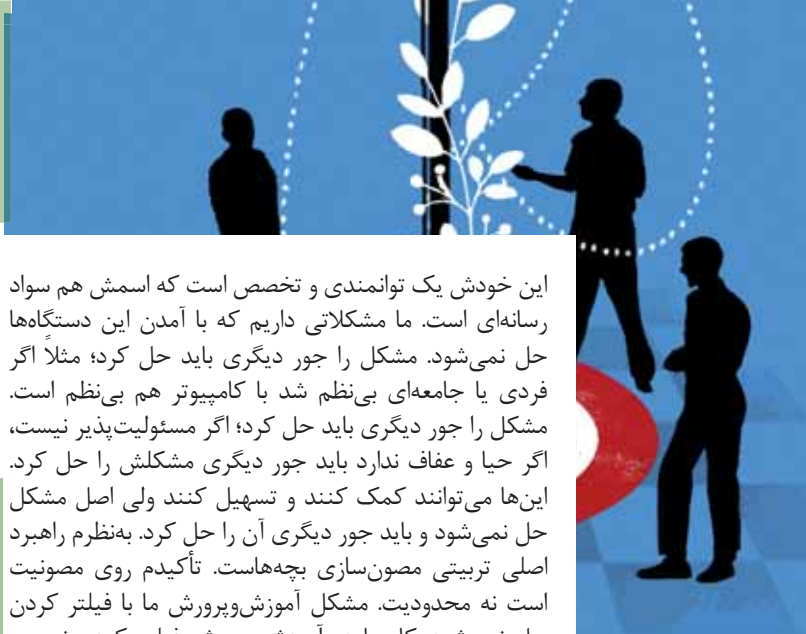 این خودش یک توانمندی و تخصص است که اسمش هم سواد
رسانه‌ای است. ما مشکلاتی داریم که با آمدن این دستگاه‌ها
حل نمی‌شود. مشکل را جور دیگری باید حل کرد؛ مثلاً اگر
فردی یا جامعه‌ای بی‌نظم شد با کامپیوتر هم بی‌نظم است.
مشکل را جور دیگری باید حل کرد؛ اگر مسئولیت‌پذیر نیست،
اگر حیا و عفاف ندارد باید جور دیگری مشکلش را حل کرد.
این‌ها می‌توانند کمک کنند و تسهیل کنند ولی اصل مشکل
حل نمی‌شود و باید جور دیگری آن را حل کرد. به‌نظرم راهبرد
اصلی تربیتی مصون‌سازی بچه‌هاست. تأکیدم روی مصونیت
است نه محدودیت. مشکل آموزش‌وپرورش ما با فیلتر کردن